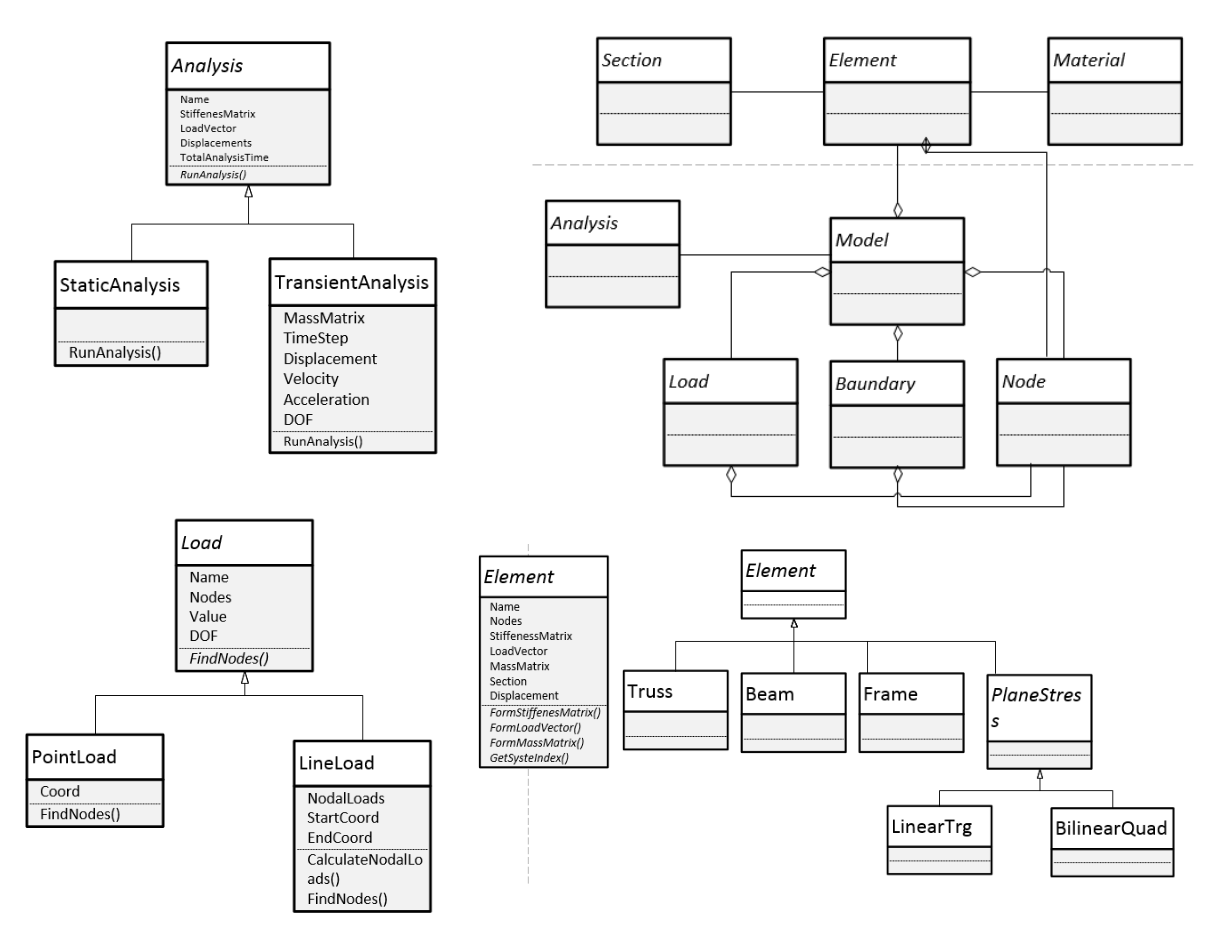 Analysis
Name
StiffenesMatrix
LoadVector
Displacements
TotalAnalysisTime
RunAnalysis()
StaticAnalysis
RunAnalysis()
TransientAnalysis
MassMatrix
TimeStep
Displacement
Velocity
Acceleration
DOF
RunAnalysis()
Section
Element
Material
Analysis
Model
Load
Baundary
Node
Load
Name
Nodes
Value
DOF
FindNodes()
PointLoad
Coord
FindNodes()
LineLoad
NodalLoads
StartCoord
EndCoord
CalculateNodalLo
ads()
FindNodes()
Element
Name
Nodes
StiffenessMatrix
LoadVector
MassMatrix
Section
Displacement
FormStiffenesMatrix()
FormLoadVector()
FormMassMatrix()
GetSysteIndex()
Element
Truss
Beam
Frame
PlaneStres
s
LinearTrg
BilinearQuad